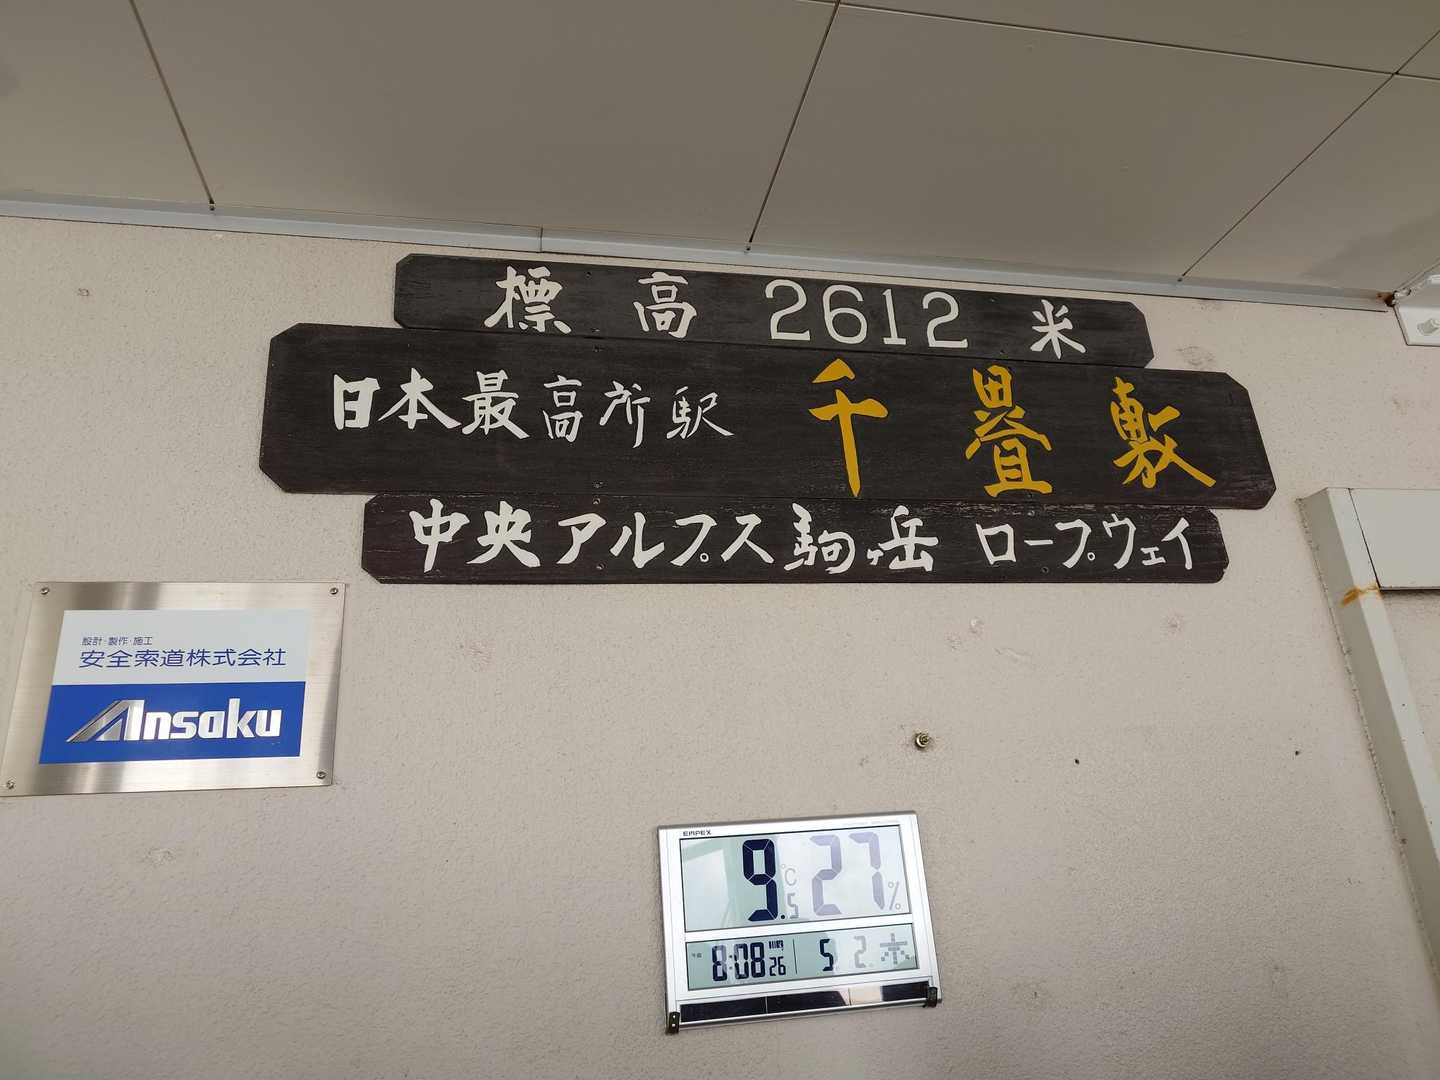 標高 2612 米
日本最高所駅 千畳敷
中央アルプス駒ヶ岳 ロープウェイ
設計・製作・施工
安全索道株式会社
Ansaku
EMPEX
9.5℃ 27%
8:08 26 5 2 木